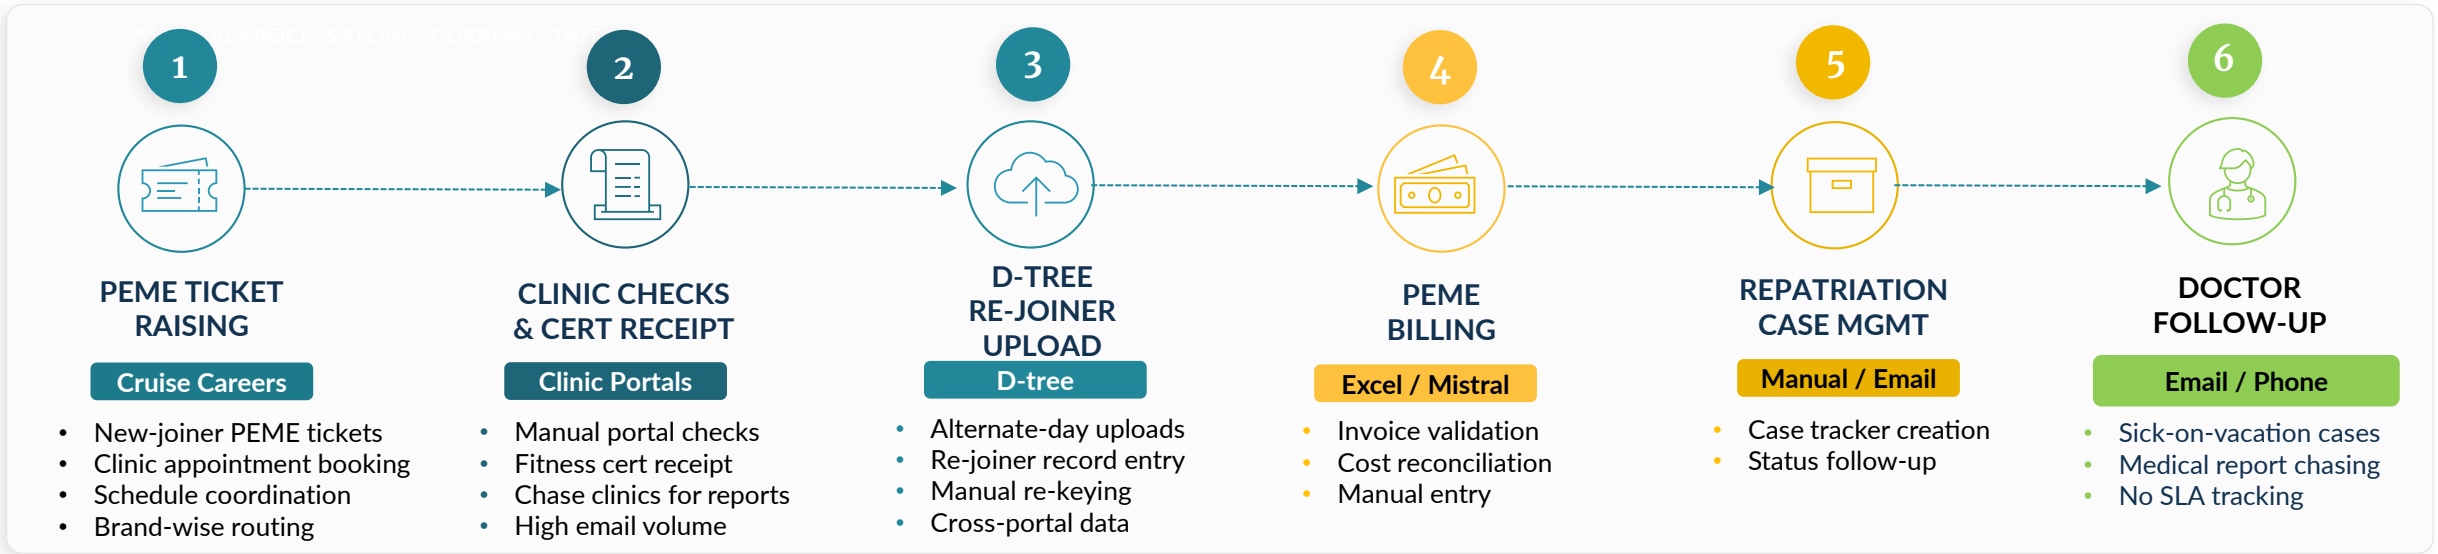 AL PROCESS FLOW – CURRENT STAT
1
2
3
4
5
6
PEME TICKET
RAISING
Cruise Careers
• New-joiner PEME tickets
• Clinic appointment booking
• Schedule coordination
• Brand-wise routing
CLINIC CHECKS
& CERT RECEIPT
Clinic Portals
• Manual portal checks
• Fitness cert receipt
• Chase clinics for reports
• High email volume
D-TREE
RE-JOINER
UPLOAD
D-tree
• Alternate-day uploads
• Re-joiner record entry
• Manual re-keying
• Cross-portal data
PEME
BILLING
Excel / Mistral
• Invoice validation
• Cost reconciliation
• Manual entry
REPATRIATION
CASE MGMT
Manual / Email
• Case tracker creation
• Status follow-up
DOCTOR
FOLLOW-UP
Email / Phone
• Sick-on-vacation cases
• Medical report chasing
• No SLA tracking